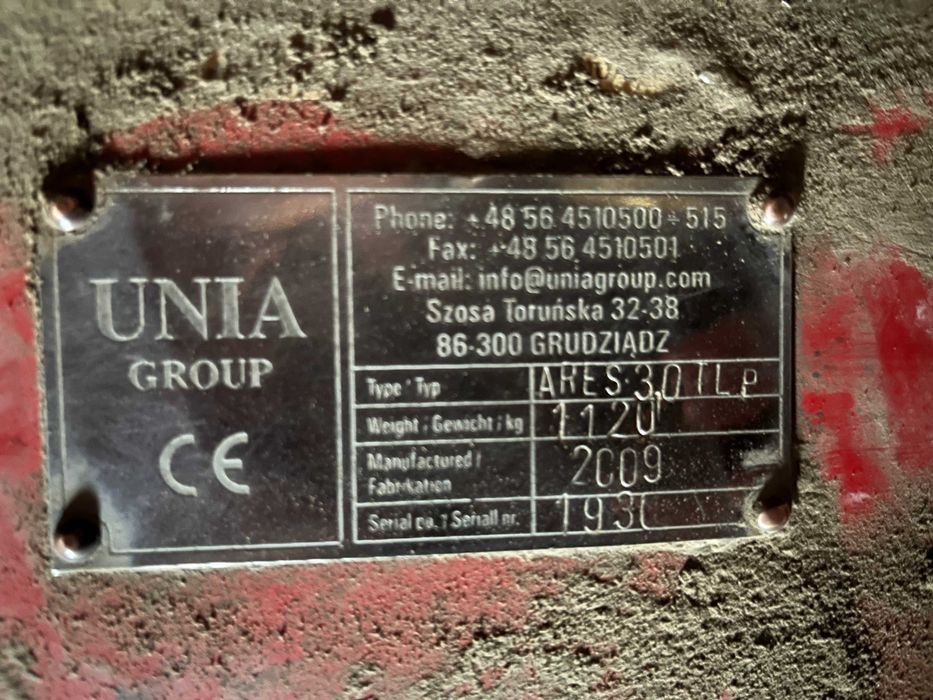 UNIA
GROUP
CE
Phone: +48 56 4510500÷515
Fax: +48 56 4510501
E-mail: info@uniagroup.com
Szosa Toruńska 32-38
86-300 GRUDZIĄDZ
Type / Typ ARES 3,0 TLP
Weight / Gewicht / kg 1120
Manufactured / 2009
Fabrikation
Serial no. / Seriall nr.